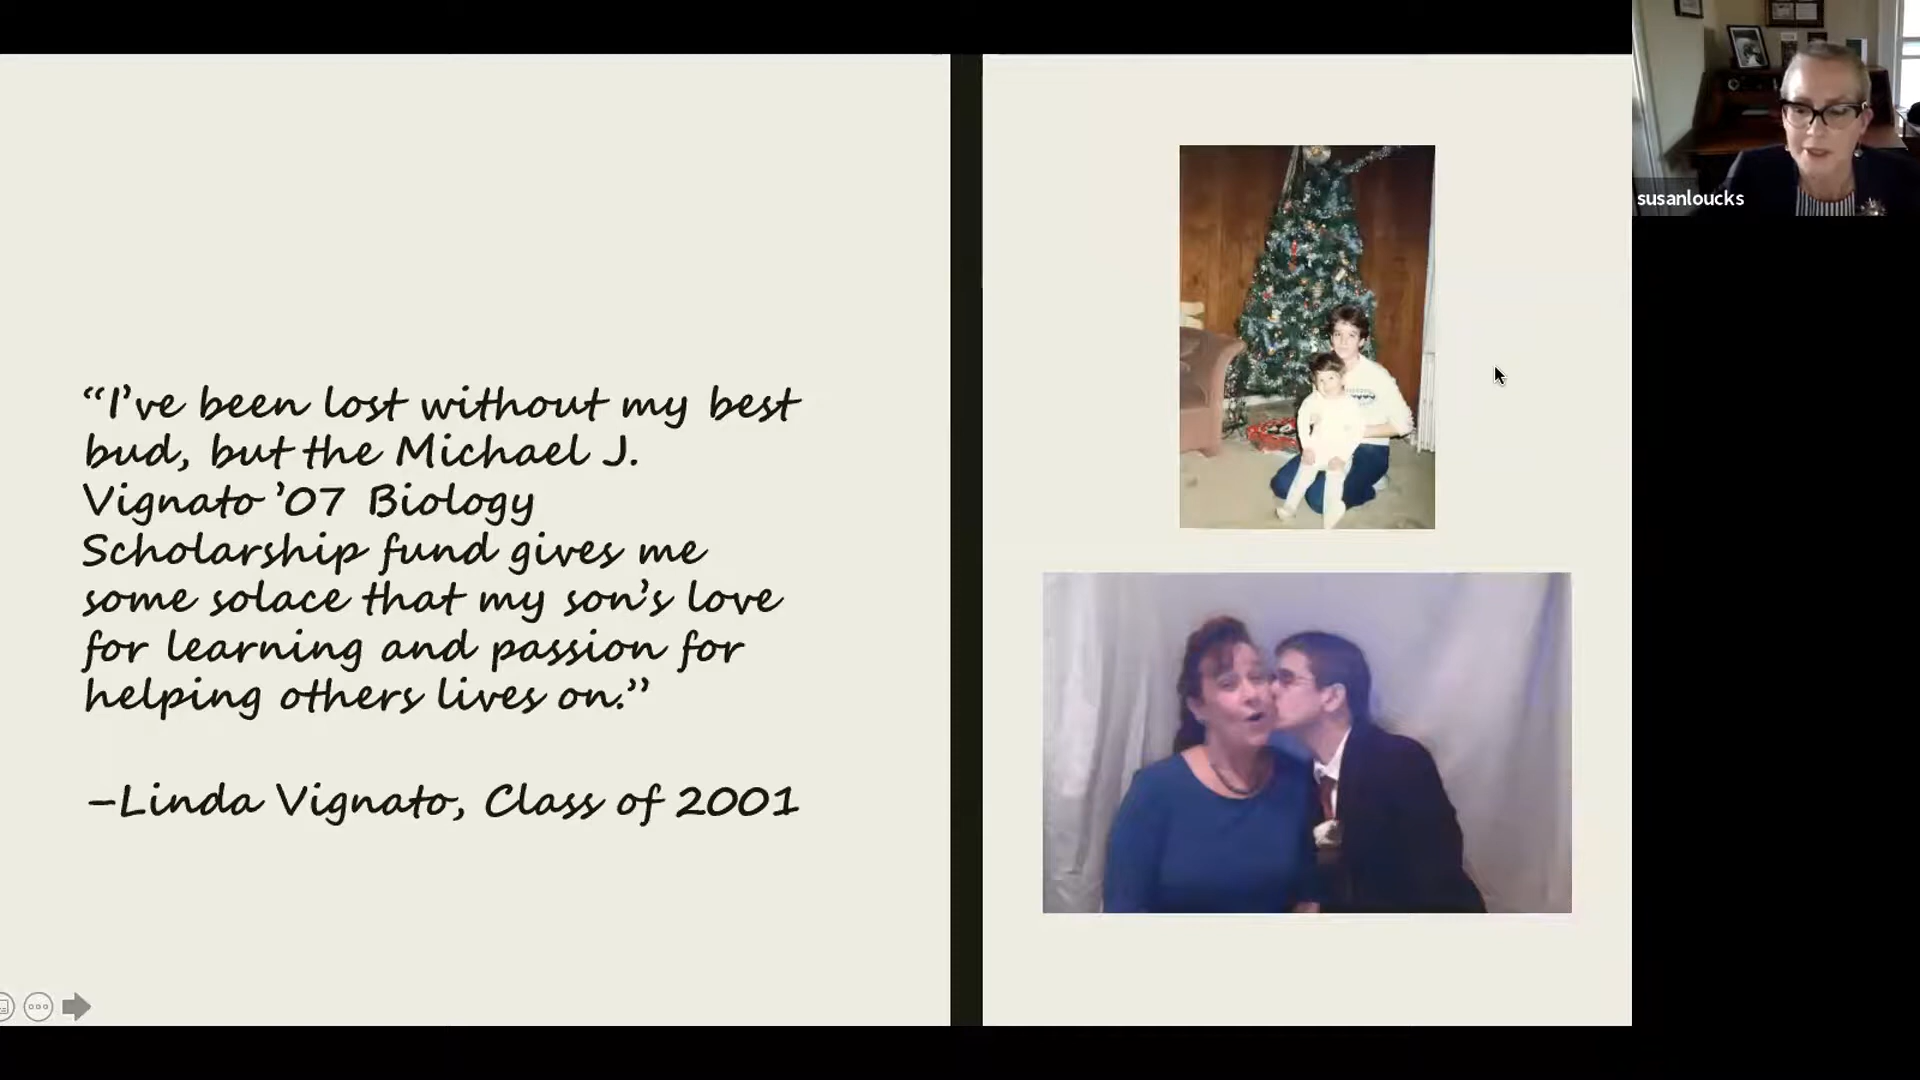 “I’ve been lost without my best
bud, but the Michael J.
Vignato ’07 Biology
Scholarship fund gives me
some solace that my son’s love
for learning and passion for
helping others lives on.”
–Linda Vignato, Class of 2001
susanloucks